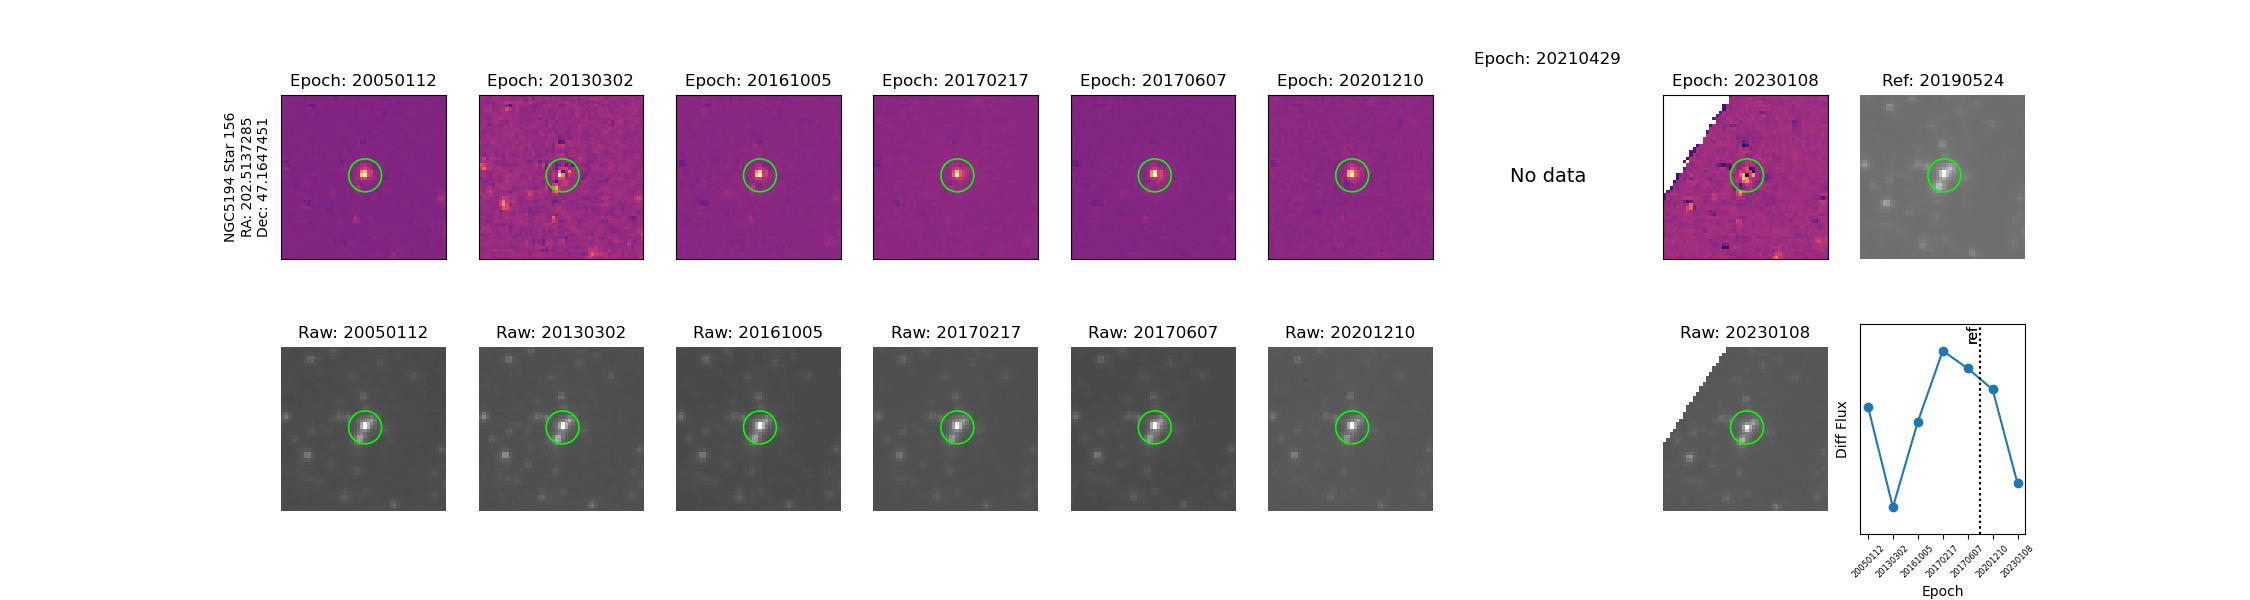 Epoch: 20210429
Epoch: 20050112
Epoch: 20130302
Epoch: 20161005
Epoch: 20170217
Epoch: 20170607
Epoch: 20201210
Epoch: 20230108
Ref: 20190524
NGC5194 Star 156
RA: 202.5137285
Dec: 47.11647451
No data
Raw: 20050112
Raw: 20130302
Raw: 20161005
Raw: 20170217
Raw: 20170607
Raw: 20201210
Raw: 20230108
ref
Diff Flux
20050112
20130302
20161005
20170217
20170607
20201210
20230108
Epoch